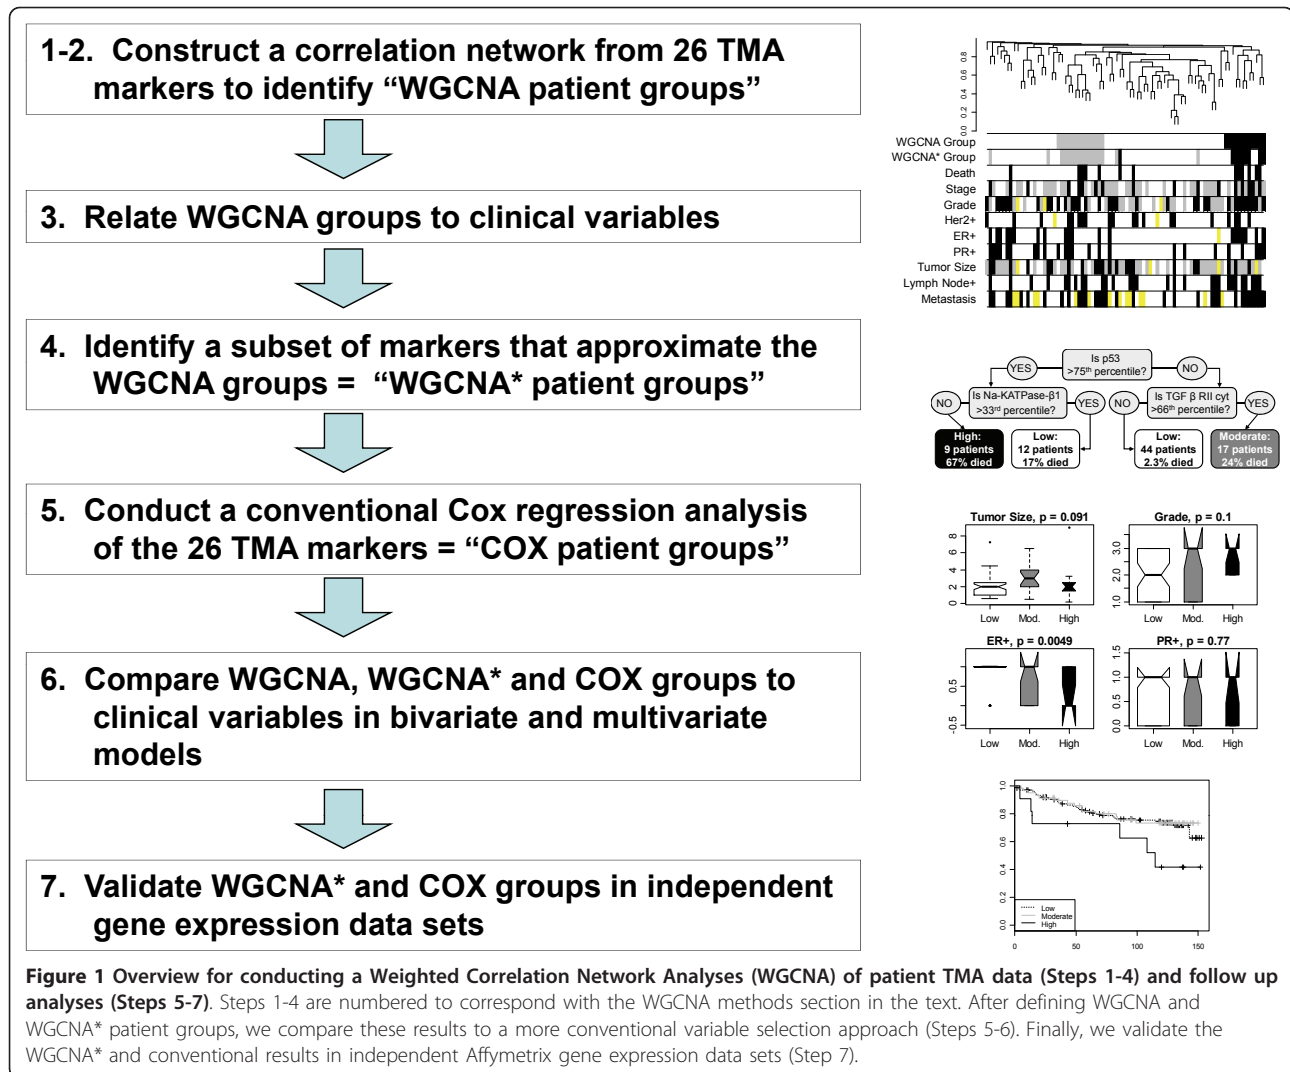 1-2. Construct a correlation network from 26 TMA
markers to identify “WGCNA patient groups”
3. Relate WGCNA groups to clinical variables
4. Identify a subset of markers that approximate the
WGCNA groups = “WGCNA* patient groups”
5. Conduct a conventional Cox regression analysis
of the 26 TMA markers = “COX patient groups”
6. Compare WGCNA, WGCNA* and COX groups to
clinical variables in bivariate and multivariate
models
7. Validate WGCNA* and COX groups in independent
gene expression data sets
0.0 0.2 0.4 0.6 0.8
WGCNA Group
WGCNA* Group
Death
Stage
Grade
Her2+
ER+
PR+
Tumor Size
Lymph Node+
Metastasis
Is p53
>75th percentile?
YES
NO
Is Na-KATPase-β1
>33rd percentile?
NO
YES
Is TGF β RII cyt
>66th percentile?
NO
YES
High:
9 patients
67% died
Low:
12 patients
17% died
Low:
44 patients
2.3% died
Moderate:
17 patients
24% died
Tumor Size, p = 0.091
0 2 4 6 8
Low Mod. High
Grade, p = 0.1
1.0 2.0 3.0
Low Mod. High
ER+, p = 0.0049
-0.5 0.5
Low Mod. High
PR+, p = 0.77
0.0 0.5 1.0 1.5
Low Mod. High
0.0 0.2 0.4 0.6 0.8 1.0
Low
Moderate
High
0 50 100 150
Figure 1 Overview for conducting a Weighted Correlation Network Analyses (WGCNA) of patient TMA data (Steps 1-4) and follow up
analyses (Steps 5-7). Steps 1-4 are numbered to correspond with the WGCNA methods section in the text. After defining WGCNA and
WGCNA* patient groups, we compare these results to a more conventional variable selection approach (Steps 5-6). Finally, we validate the
WGCNA* and conventional results in independent Affymetrix gene expression data sets (Step 7).